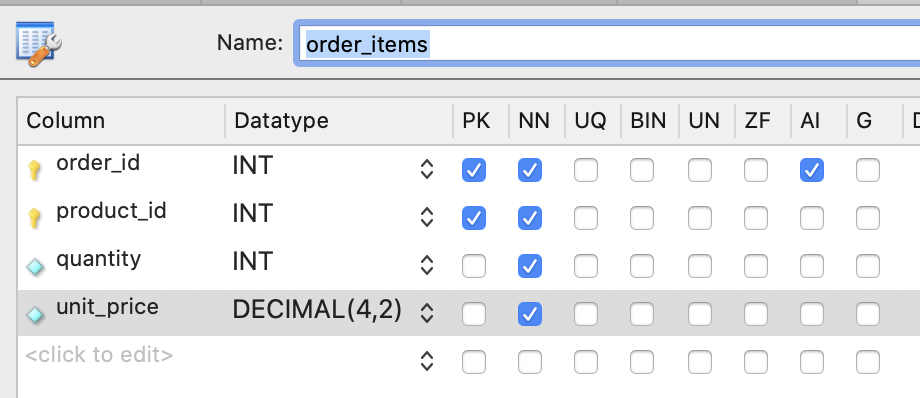 Name: order_items
Column Datatype PK NN UQ BIN UN ZF AI G D
order_id INT
product_id INT
quantity INT
unit_price DECIMAL(4,2)
<click to edit>